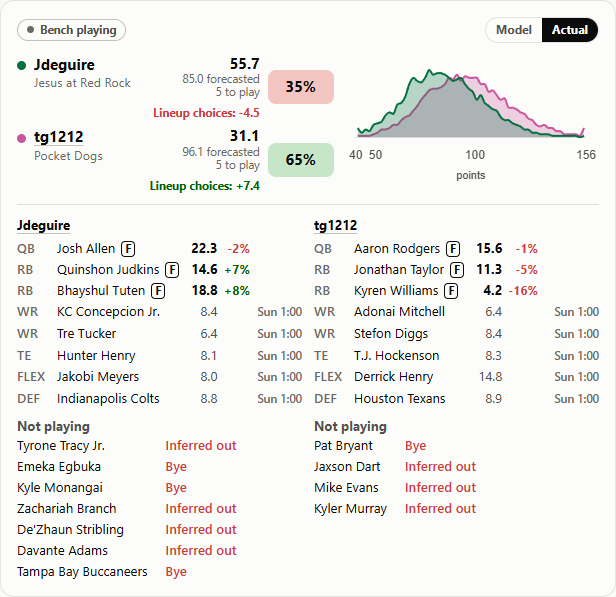 Bench playing
Model Actual
Jdeguire 55.7
Jesus at Red Rock 85.0 forecasted
5 to play
35%
Lineup choices: -4.5
tg1212 31.1
Pocket Dogs 96.1 forecasted
5 to play
65%
Lineup choices: +7.4
40 50 100 156
points
Jdeguire
QB Josh Allen F 22.3 -2%
RB Quinshon Judkins F 14.6 +7%
RB Bhayshul Tuten F 18.8 +8%
WR KC Concepcion Jr. 8.4 Sun 1:00
WR Tre Tucker 6.4 Sun 1:00
TE Hunter Henry 8.1 Sun 1:00
FLEX Jakobi Meyers 8.0 Sun 1:00
DEF Indianapolis Colts 8.8 Sun 1:00
Not playing
Tyrone Tracy Jr. Inferred out
Emeka Egbuka Bye
Kyle Monangai Bye
Zachariah Branch Inferred out
De'Zhaun Stribling Inferred out
Davante Adams Inferred out
Tampa Bay Buccaneers Bye
tg1212
QB Aaron Rodgers F 15.6 -1%
RB Jonathan Taylor F 11.3 -5%
RB Kyren Williams F 4.2 -16%
WR Adonai Mitchell 6.4 Sun 1:00
WR Stefon Diggs 8.4 Sun 1:00
TE T.J. Hockenson 8.3 Sun 1:00
FLEX Derrick Henry 14.8 Sun 1:00
DEF Houston Texans 8.9 Sun 1:00
Not playing
Pat Bryant Bye
Jaxson Dart Inferred out
Mike Evans Inferred out
Kyler Murray Inferred out